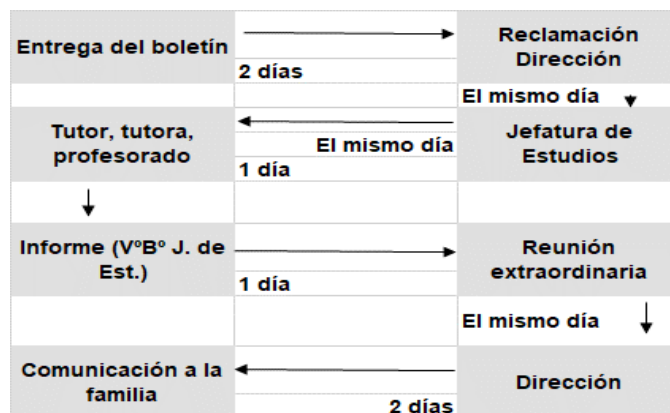 Entrega del boletín
2 días
Reclamación
Dirección
El mismo día
Tutor, tutora,
profesorado
El mismo día
1 día
Jefatura de
Estudios
Informe (VºBº J. de
Est.)
1 día
Reunión
extraordinaria
El mismo día
Comunicación a la
familia
2 días
Dirección